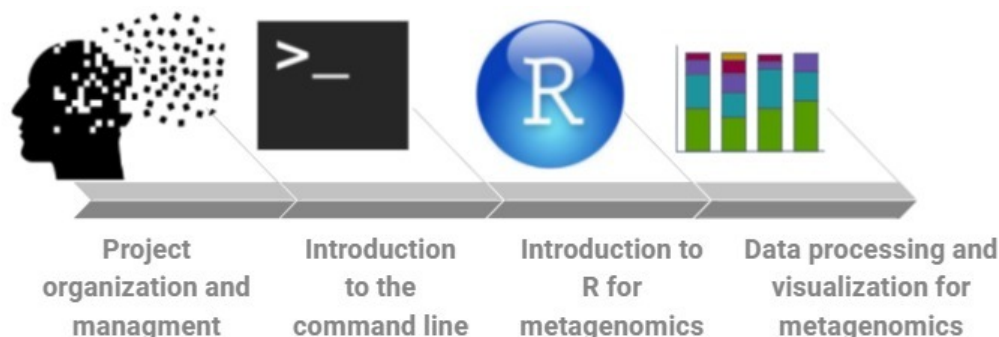 >_
R
Project
organization and
managment
Introduction
to the
command line
Introduction to
R for
metagenomics
Data processing and
visualization for
metagenomics